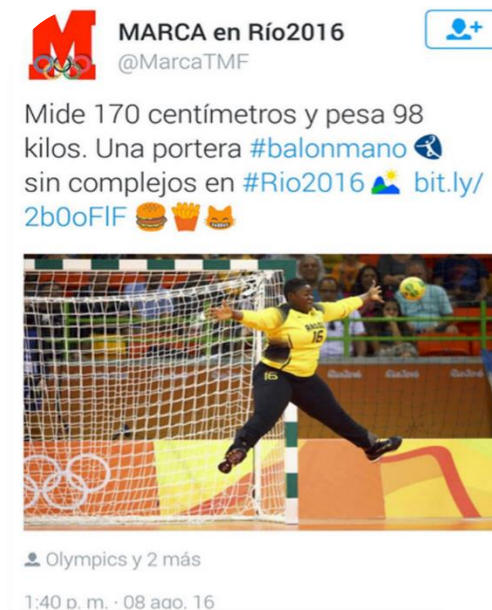 MARCA en Río2016
@MarcaTMF
Mide 170 centímetros y pesa 98
kilos. Una portera #balonmano
sin complejos en #Rio2016 bit.ly/
2b0oFlF
16
16
Olympics y 2 más
1:40 p. m. · 08 ago. 16